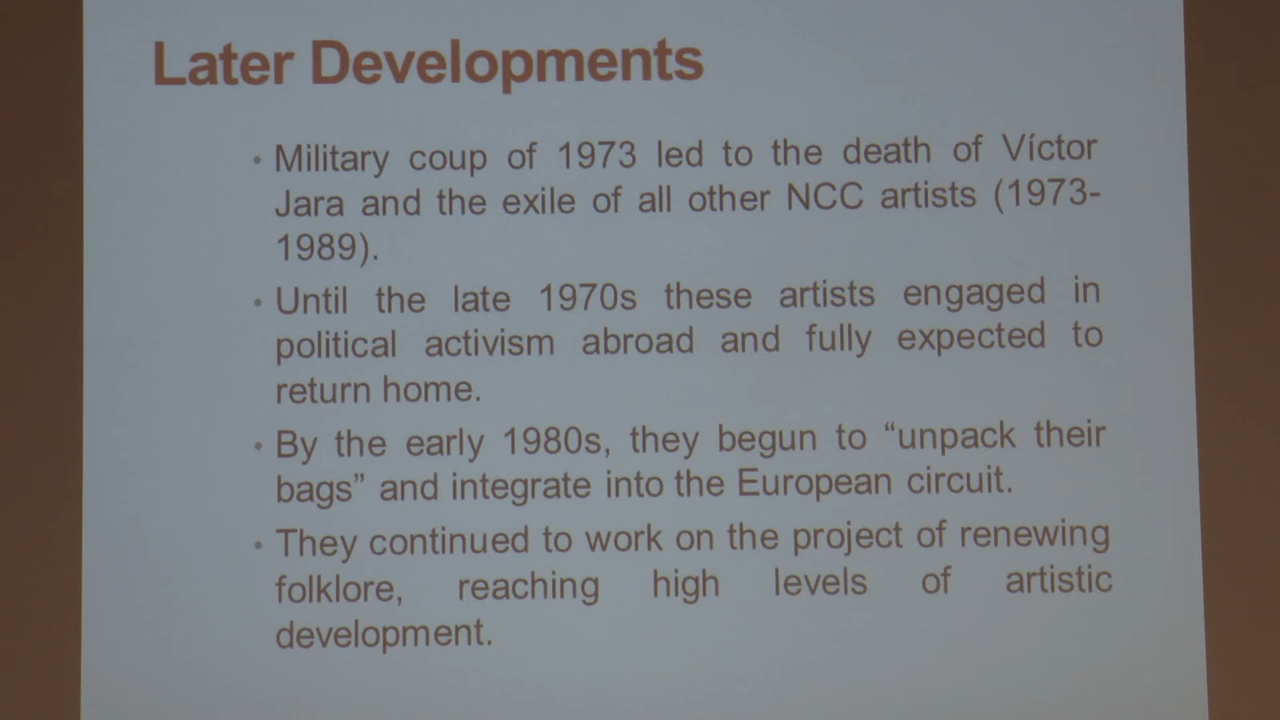 Later Developments
• Military coup of 1973 led to the death of Víctor
Jara and the exile of all other NCC artists (1973-
1989).
• Until the late 1970s these artists engaged in
political activism abroad and fully expected to
return home.
• By the early 1980s, they begun to “unpack their
bags” and integrate into the European circuit.
• They continued to work on the project of renewing
folklore, reaching high levels of artistic
development.